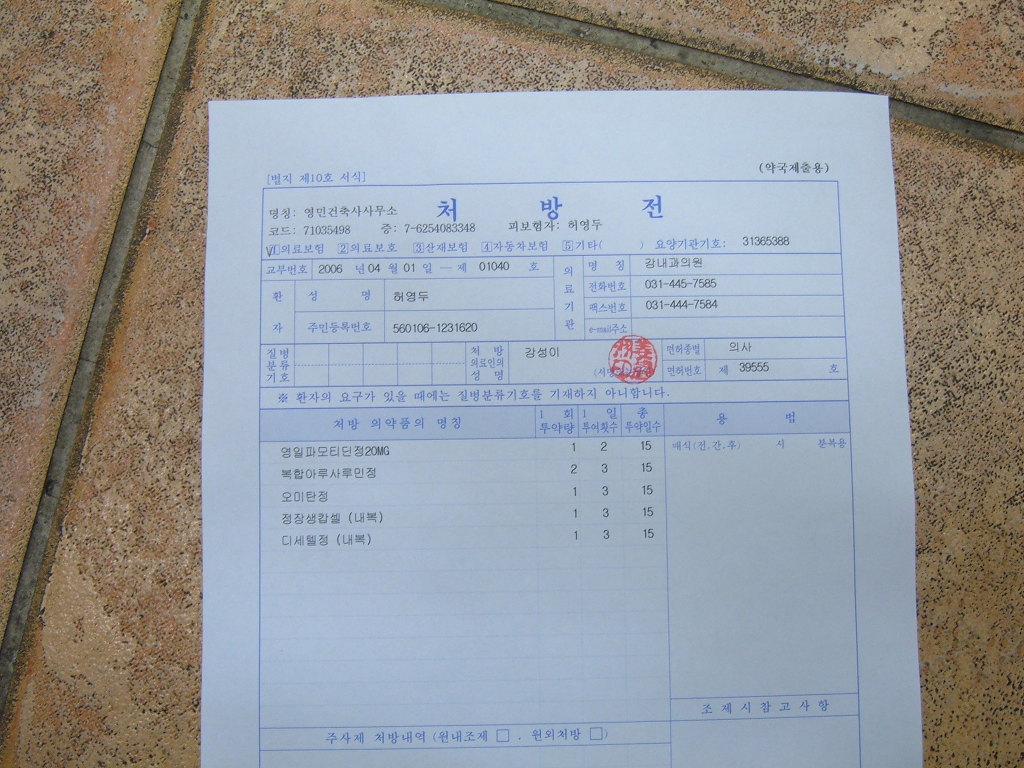 (약국제출용)
[별지 제10호 서식]
명칭: 영민건축사사무소
처 방 전
코드: 71035498 증: 7-6254083348 피보험자: 허영두
1의료보험 2의료보호 3산재보험 4자동차보험 5기타( ) 요양기관기호: 31365388
교부번호 2006 년 04 월 01 일 — 제 01040 호
의료기관
명 칭 강내과의원
전화번호 031-445-7585
팩스번호 031-444-7584
e-mail주소
환자
성 명 허영두
주민등록번호 560106-1231620
질병분류기호
처 방 의료인의 성 명
강성이
면허종별 의사
면허번호 제 39555 호
※ 환자의 요구가 있을 때에는 질병분류기호를 기재하지 아니합니다.
처방 의약품의 명칭 1 회 투약량 1 일 투여횟수 총 투약일수 용 법
영일파모티딘정20MG 1 2 15 매식(전,간,후) 시 분복용
복합아루사루민정 2 3 15
오미탄정 1 3 15
정장생캅셀 (내복) 1 3 15
디세텔정 (내복) 1 3 15
조 제 시 참 고 사 항
주사제 처방내역 (원내조제 □ . 원외처방 □)